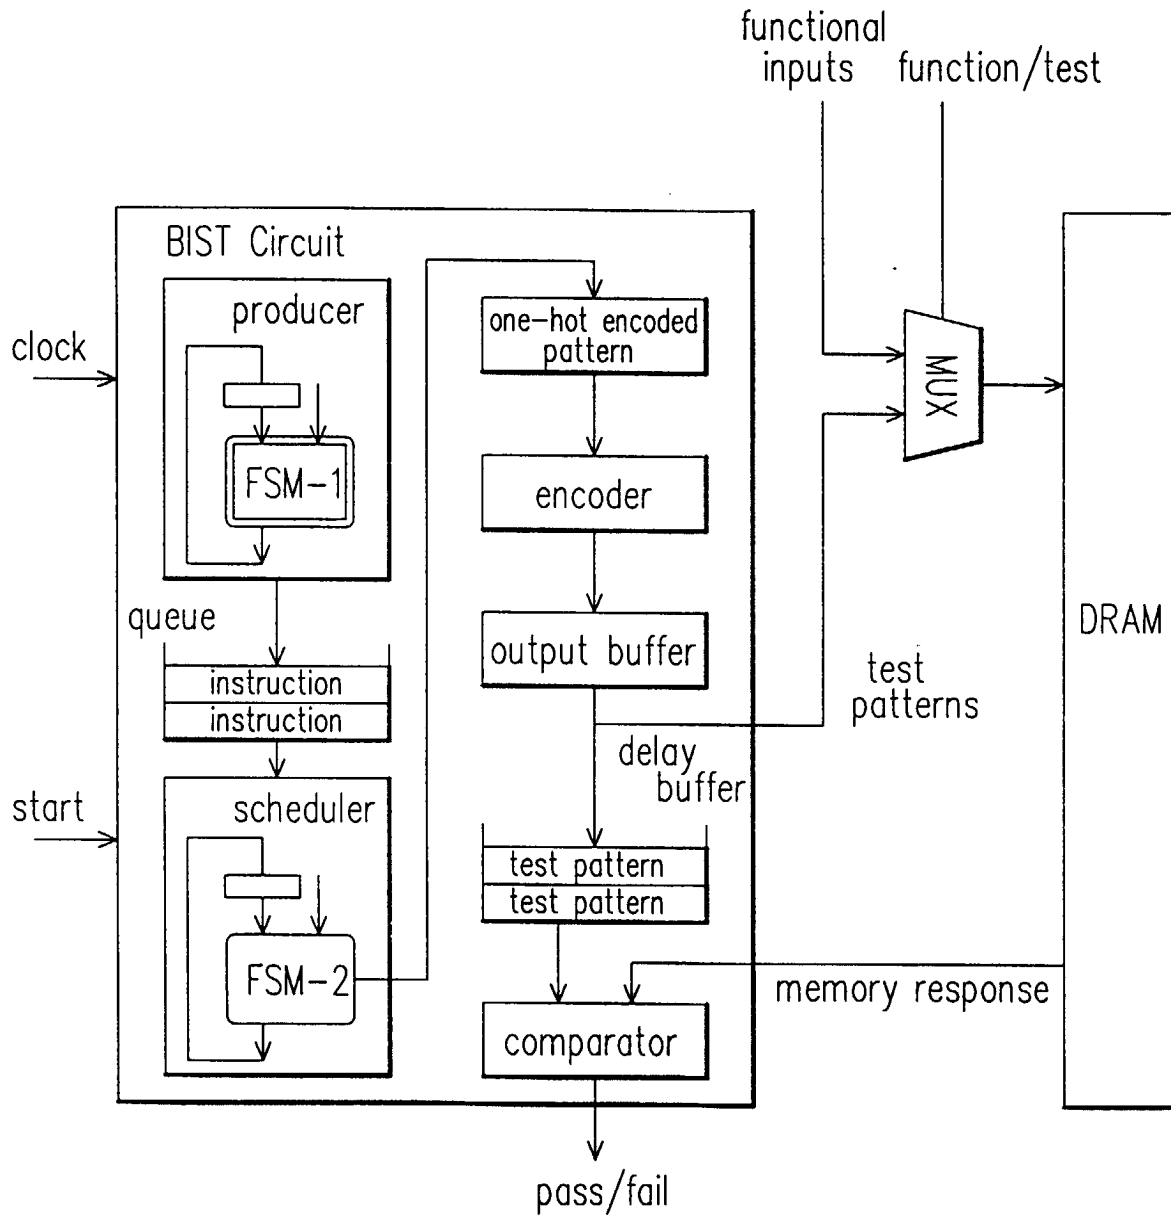 functional
inputs
function/test
BIST Circuit
producer
one-hot encoded
pattern
clock
MUX
FSM-1
encoder
DRAM
queue
output buffer
instruction
instruction
test
patterns
delay
buffer
start
scheduler
test pattern
test pattern
FSM-2
memory response
comparator
pass/fail